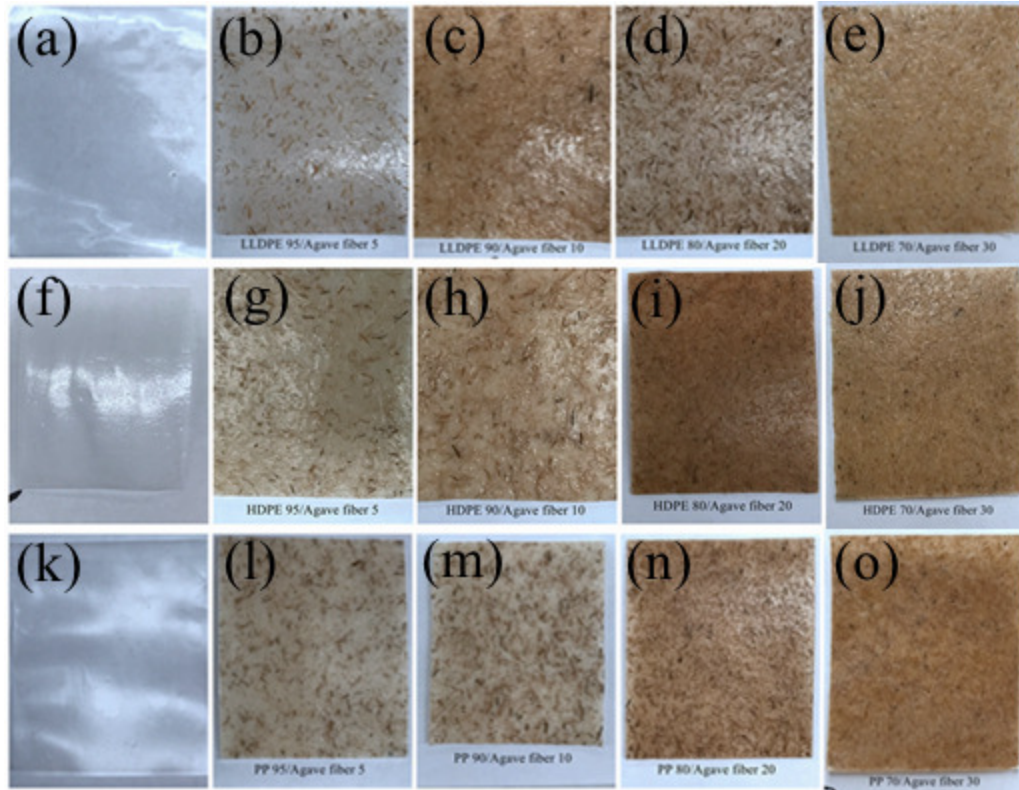 (a)
(b)
(c)
(d)
(e)
LLDPE 95/Agave fiber 5
LLDPE 90/Agave fiber 10
LLDPE 80/Agave fiber 20
LLDPE 70/Agave fiber 30
(f)
(g)
(h)
(i)
(j)
HDPE 95/Agave fiber 5
HDPE 90/Agave fiber 10
HDPE 80/Agave fiber 20
HDPE 70/Agave fiber 30
(k)
(l)
(m)
(n)
(o)
PP 95/Agave fiber 5
PP 90/Agave fiber 10
PP 80/Agave fiber 20
PP 70/Agave fiber 30